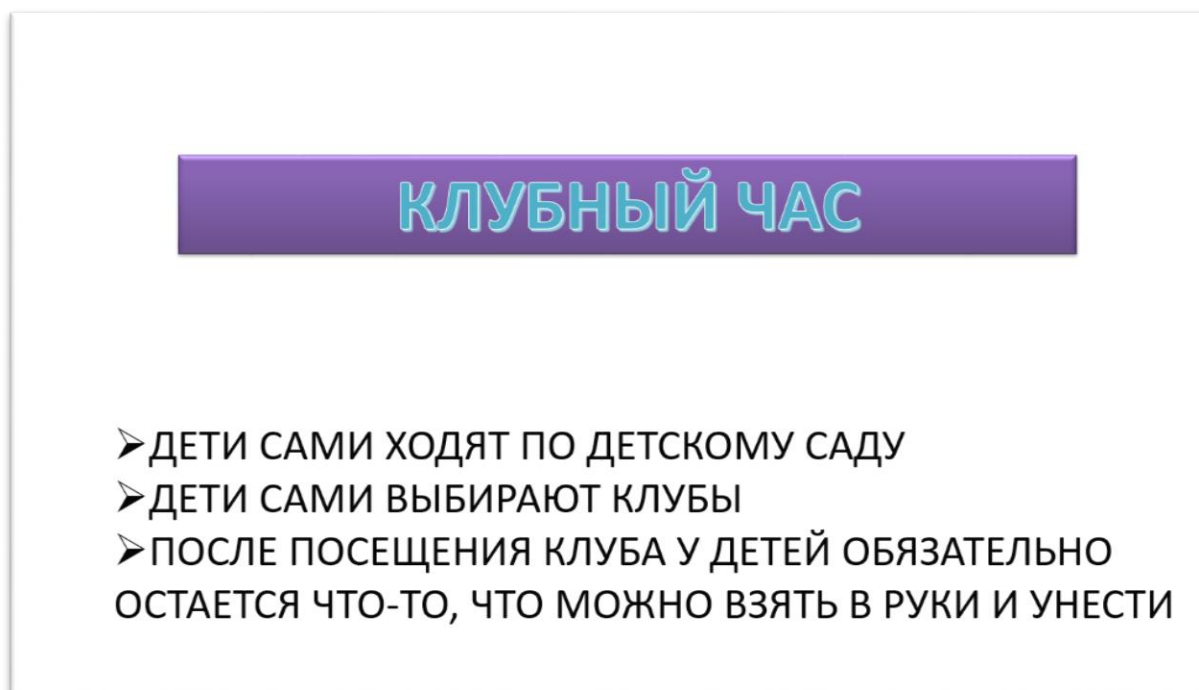 КЛУБНЫЙ ЧАС
➢ДЕТИ САМИ ХОДЯТ ПО ДЕТСКОМУ САДУ
➢ДЕТИ САМИ ВЫБИРАЮТ КЛУБЫ
➢ПОСЛЕ ПОСЕЩЕНИЯ КЛУБА У ДЕТЕЙ ОБЯЗАТЕЛЬНО
ОСТАЕТСЯ ЧТО-ТО, ЧТО МОЖНО ВЗЯТЬ В РУКИ И УНЕСТИ